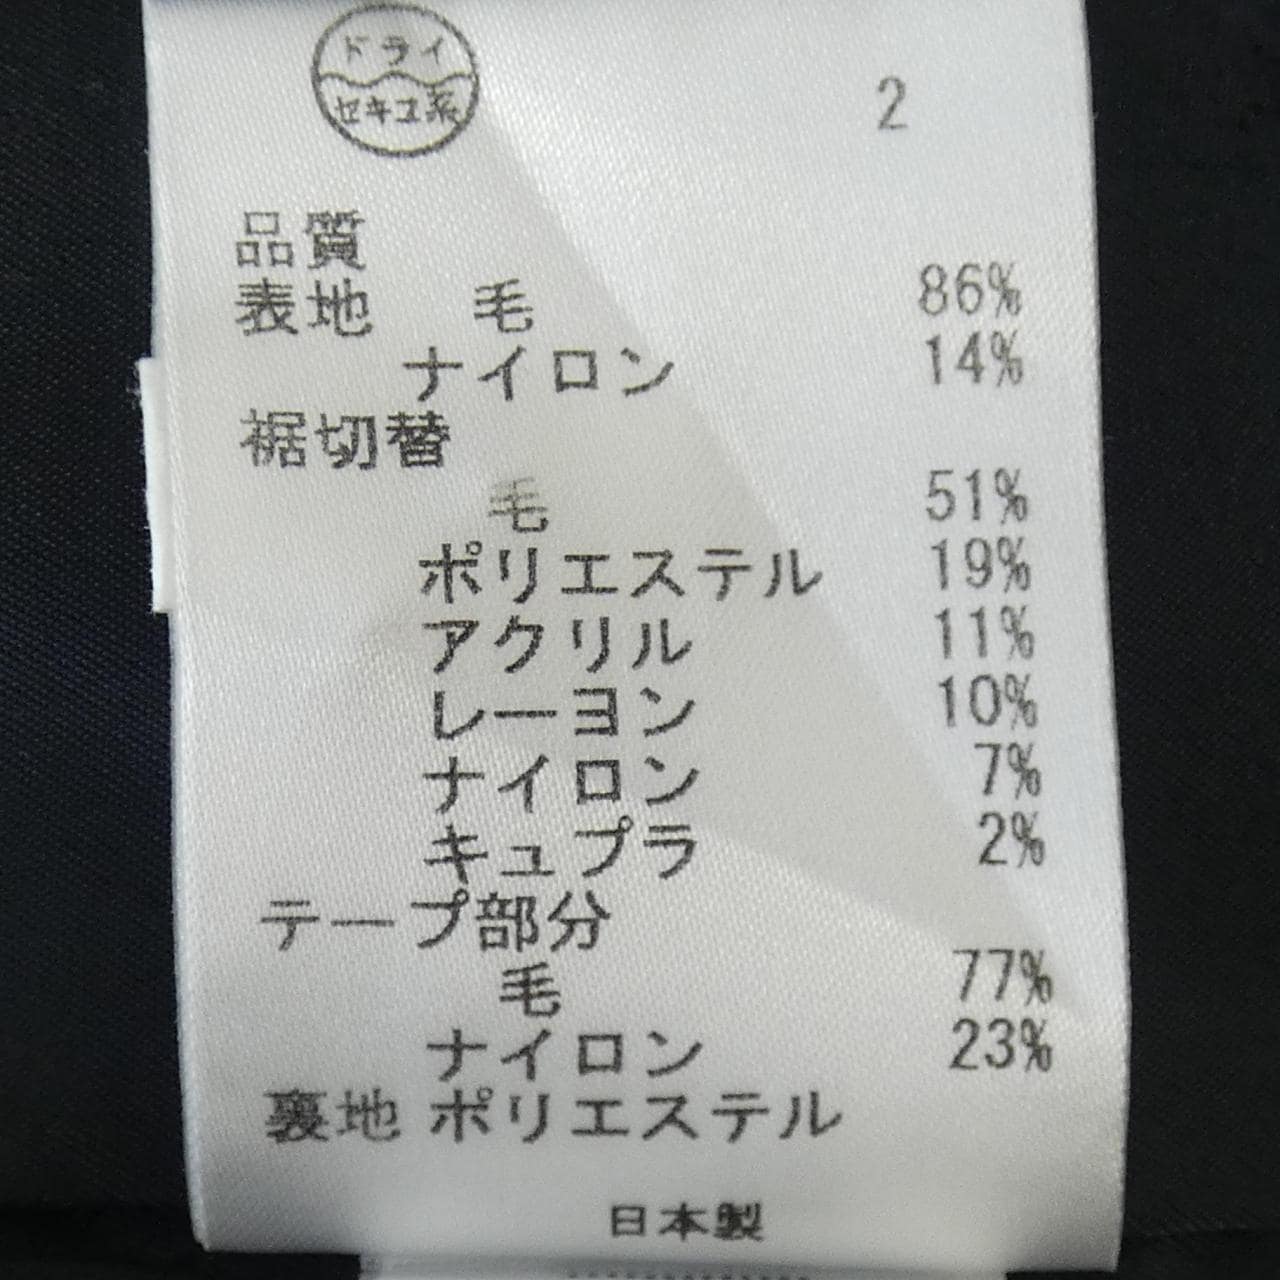 ドライ
セキユ系
2
品質
表地 毛 86%
ナイロン 14%
裾切替
毛 51%
ポリエステル 19%
アクリル 11%
レーヨン 10%
ナイロン 7%
キュプラ 2%
テープ部分
毛 77%
ナイロン 23%
裏地 ポリエステル
日本製